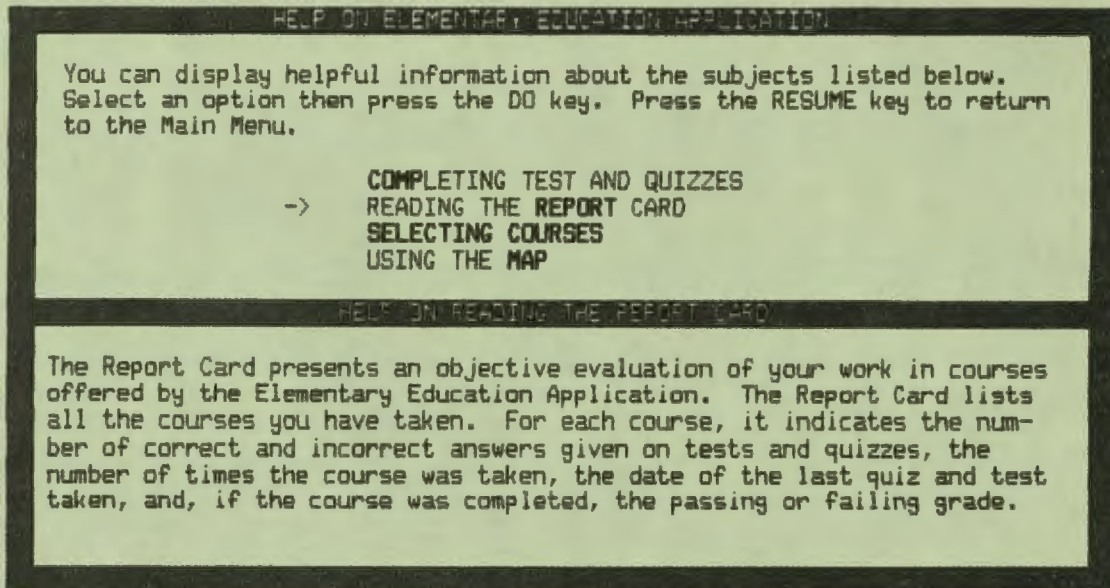 HELP ON ELEMENTARY EDUCATION APPLICATION
You can display helpful information about the subjects listed below.
Select an option then press the DO key. Press the RESUME key to return
to the Main Menu.
COMPLETING TEST AND QUIZZES
-> READING THE REPORT CARD
SELECTING COURSES
USING THE MAP
HELP ON READING THE REPORT CARD
The Report Card presents an objective evaluation of your work in courses
offered by the Elementary Education Application. The Report Card lists
all the courses you have taken. For each course, it indicates the num-
ber of correct and incorrect answers given on tests and quizzes, the
number of times the course was taken, the date of the last quiz and test
taken, and, if the course was completed, the passing or failing grade.